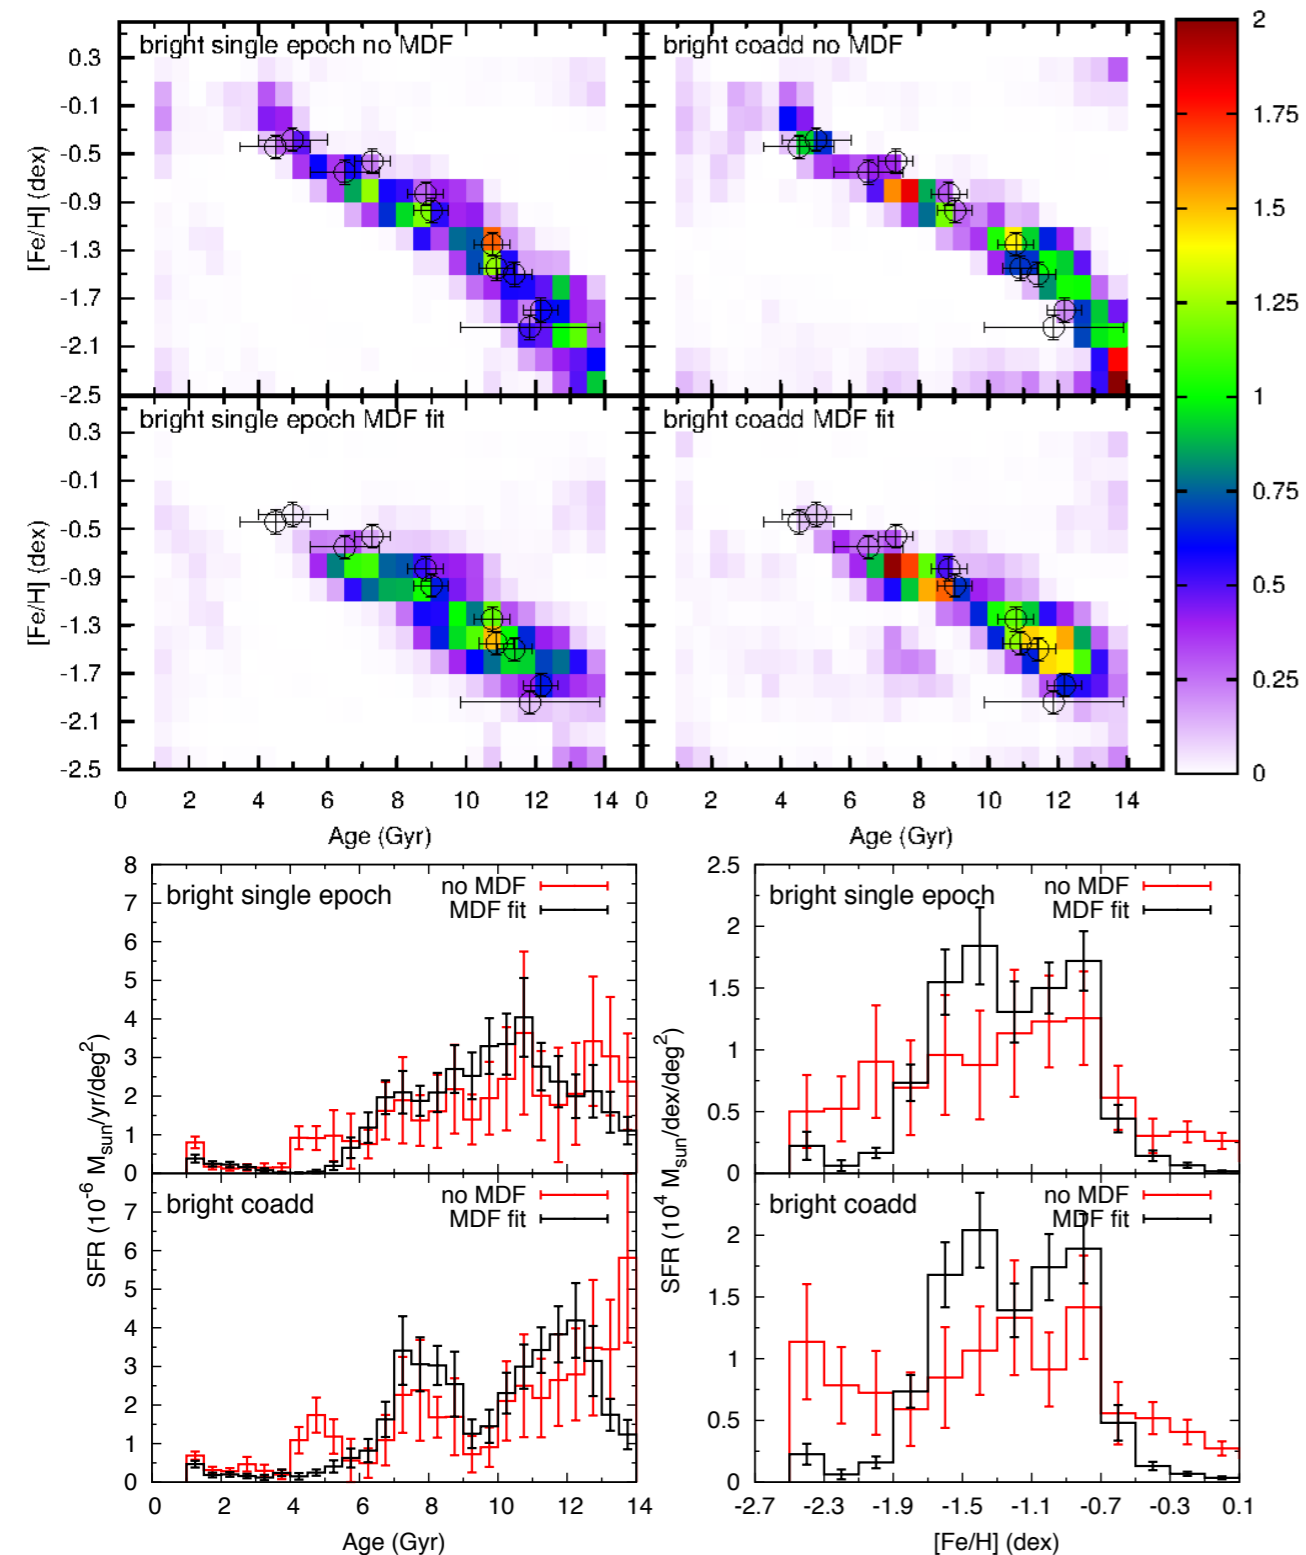 bright single epoch no MDF
bright coadd no MDF
2
1.75
1.5
1.25
1
0.75
0.5
0.25
0
[Fe/H] (dex)
0.3
-0.1
-0.5
-0.9
-1.3
-1.7
-2.1
-2.5
bright single epoch MDF fit
bright coadd MDF fit
[Fe/H] (dex)
0.3
-0.1
-0.5
-0.9
-1.3
-1.7
-2.1
-2.5
0 2 4 6 8 10 12 14 0 2 4 6 8 10 12 14
Age (Gyr) Age (Gyr)
bright single epoch
no MDF
MDF fit
8
7
6
5
4
3
2
1
0
bright coadd
no MDF
MDF fit
7
6
5
4
3
2
1
0
SFR (10-6 Msun/yr/deg2)
0 2 4 6 8 10 12 14
Age (Gyr)
bright single epoch
no MDF
MDF fit
2.5
2
1.5
1
0.5
0
bright coadd
no MDF
MDF fit
2
1.5
1
0.5
0
SFR (104 Msun/dex/deg2)
-2.7 -2.3 -1.9 -1.5 -1.1 -0.7 -0.3 0.1
[Fe/H] (dex)